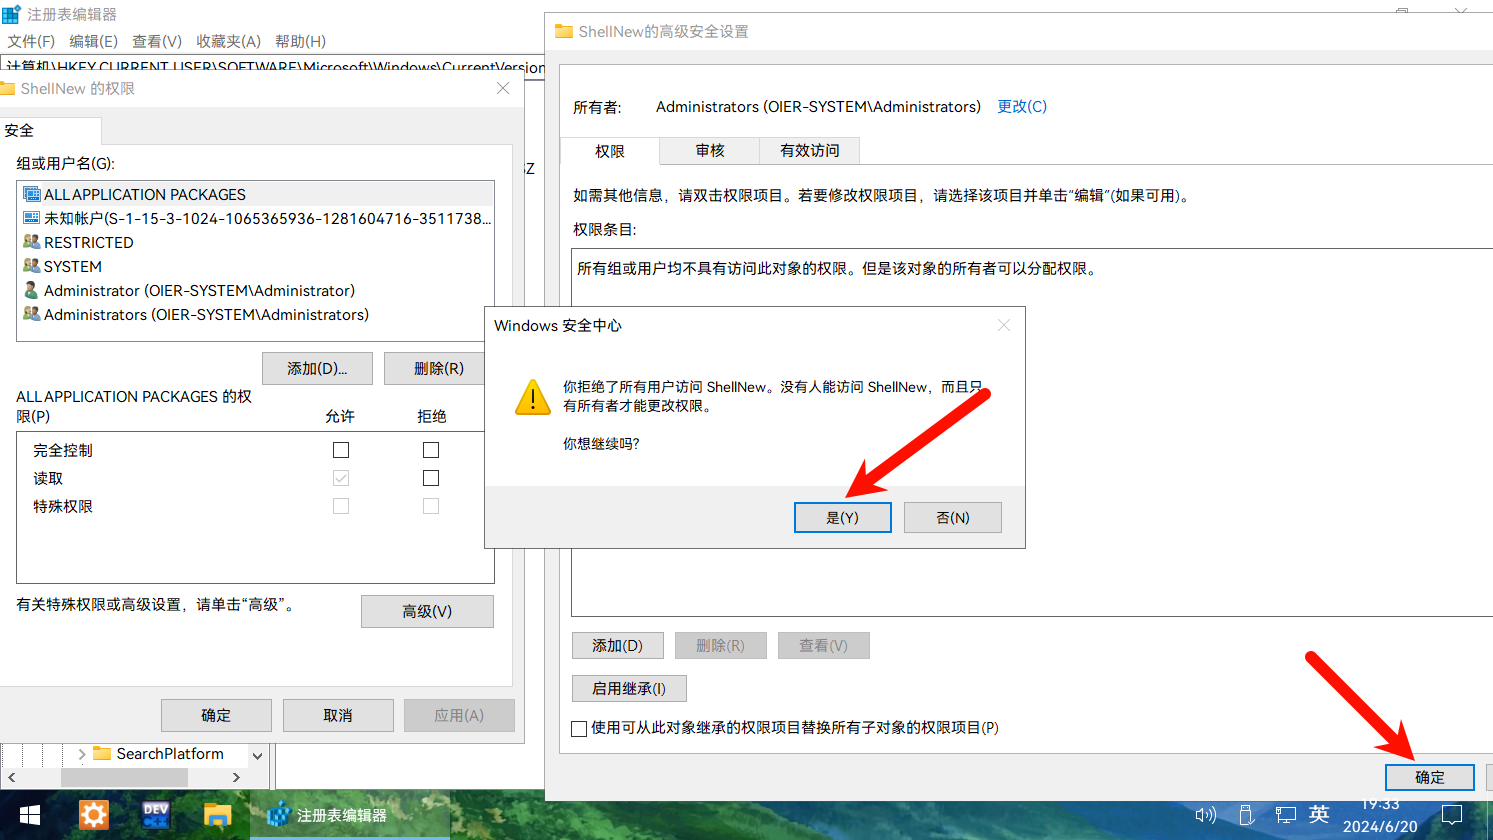 注册表编辑器
文件(F) 编辑(E) 查看(V) 收藏夹(A) 帮助(H)
计算机\HKEY_CURRENT_USER\SOFTWARE\Microsoft\Windows\CurrentVersion
ShellNew 的权限
安全
组或用户名(G):
ALL APPLICATION PACKAGES
未知帐户(S-1-15-3-1024-1065365936-1281604716-3511738...
RESTRICTED
SYSTEM
Administrator (OIER-SYSTEM\Administrator)
Administrators (OIER-SYSTEM\Administrators)
添加(D)... 删除(R)
ALL APPLICATION PACKAGES 的权
限(P) 允许 拒绝
完全控制
读取
特殊权限
有关特殊权限或高级设置，请单击“高级”。
高级(V)
确定 取消 应用(A)
SearchPlatform
SZ
ShellNew的高级安全设置
所有者: Administrators (OIER-SYSTEM\Administrators) 更改(C)
权限 审核 有效访问
如需其他信息，请双击权限项目。若要修改权限项目，请选择该项目并单击“编辑”(如果可用)。
权限条目:
所有组或用户均不具有访问此对象的权限。但是该对象的所有者可以分配权限。
Windows 安全中心
你拒绝了所有用户访问 ShellNew。没有人能访问 ShellNew，而且只
有所有者才能更改权限。
你想继续吗?
是(Y) 否(N)
添加(D) 删除(R) 查看(V)
启用继承(I)
使用可从此对象继承的权限项目替换所有子对象的权限项目(P)
确定
DEV
C++
注册表编辑器
英
19:33
2024/6/20